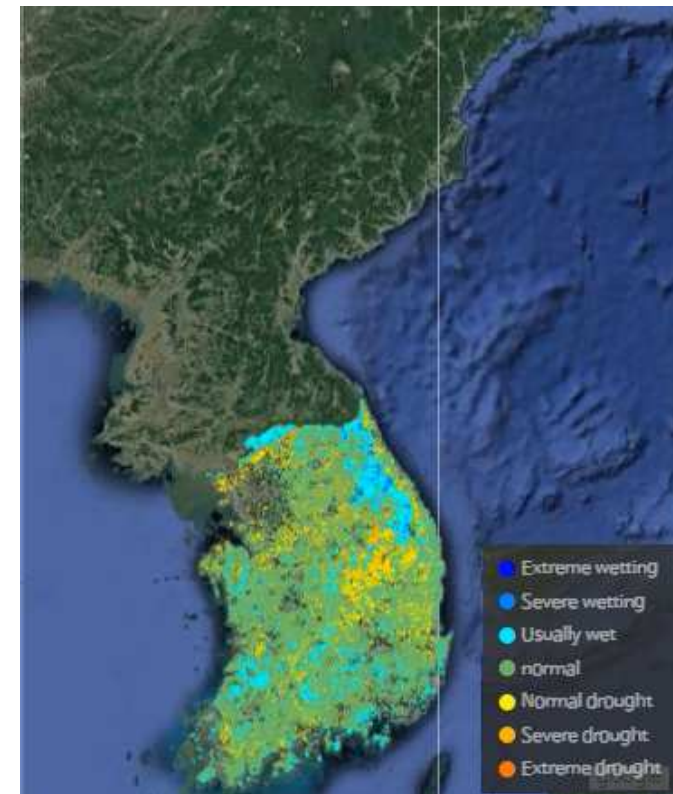 Extreme wetting
Severe wetting
Usually wet
normal
Normal drought
Severe drought
Extreme drought